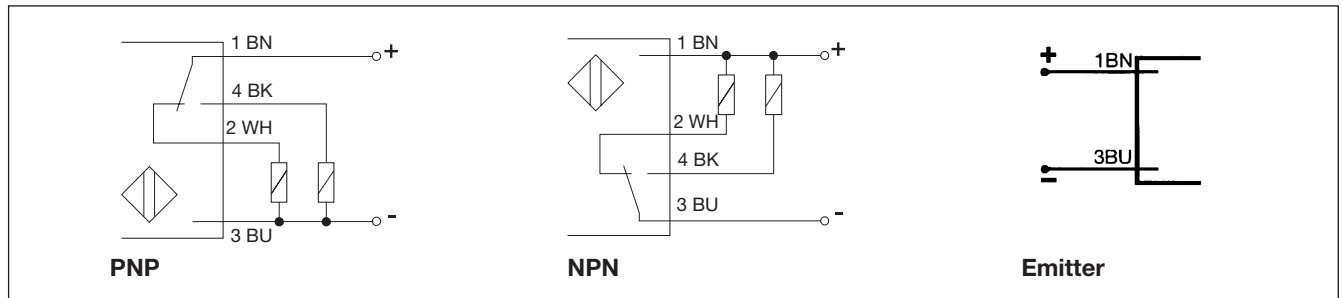 1 BN
+
4 BK
2 WH
-
3 BU
PNP
1 BN
+
2 WH
4 BK
3 BU
-
NPN
+
1BN
3BU
-
Emitter